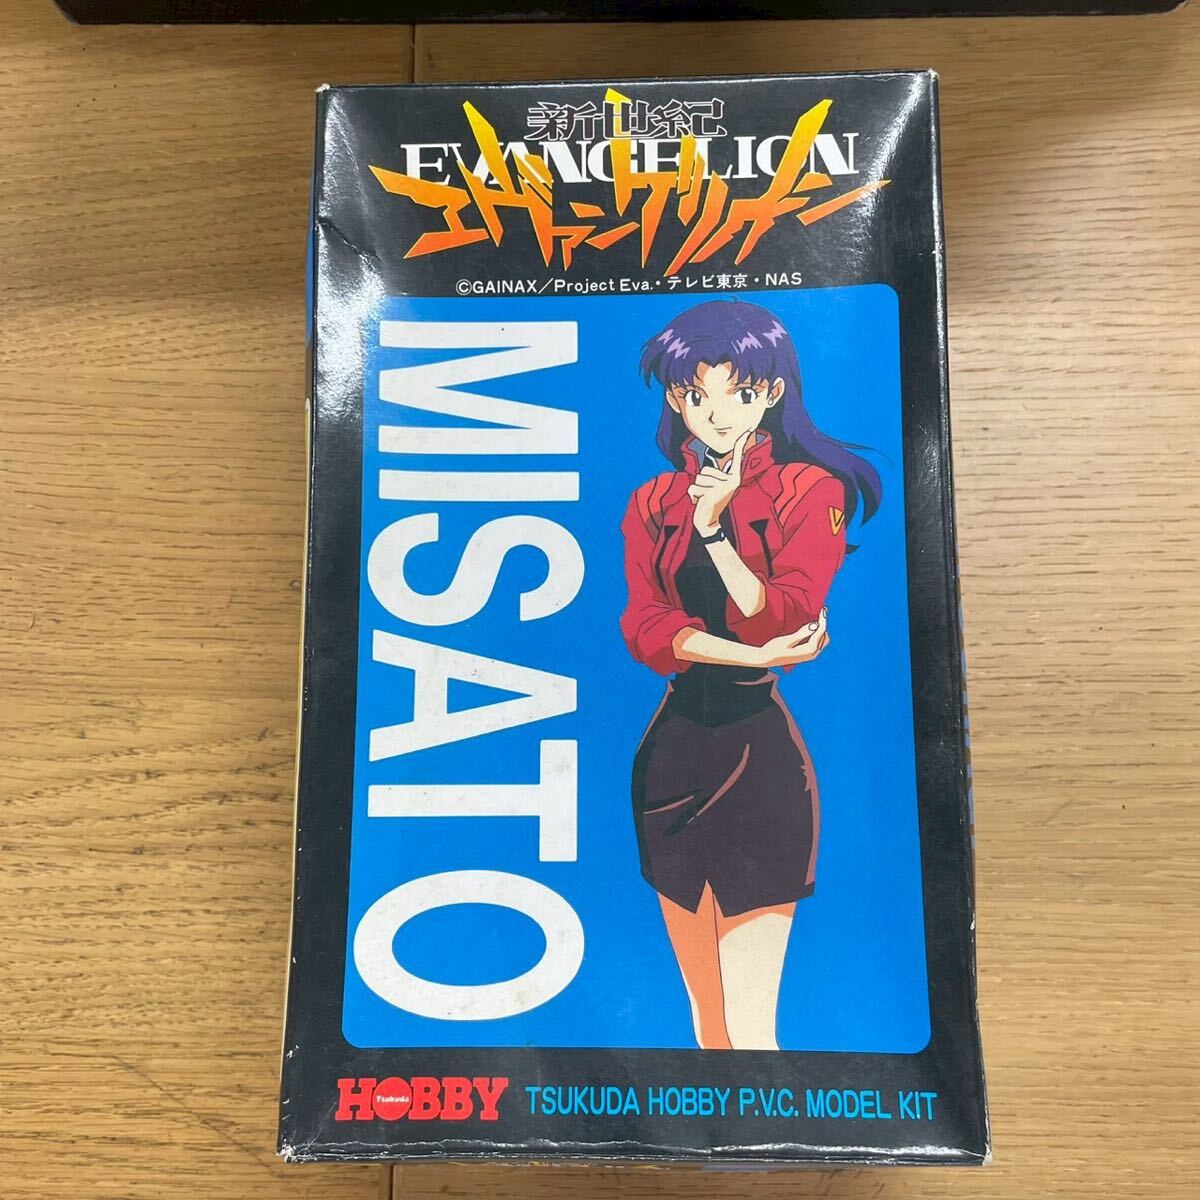 新世紀
EVANGELION
エヴァンゲリオン
©GAINAX／Project Eva.・テレビ東京・NAS
MISATO
HOBBY
Tsukuda
TSUKUDA HOBBY P.V.C. MODEL KIT